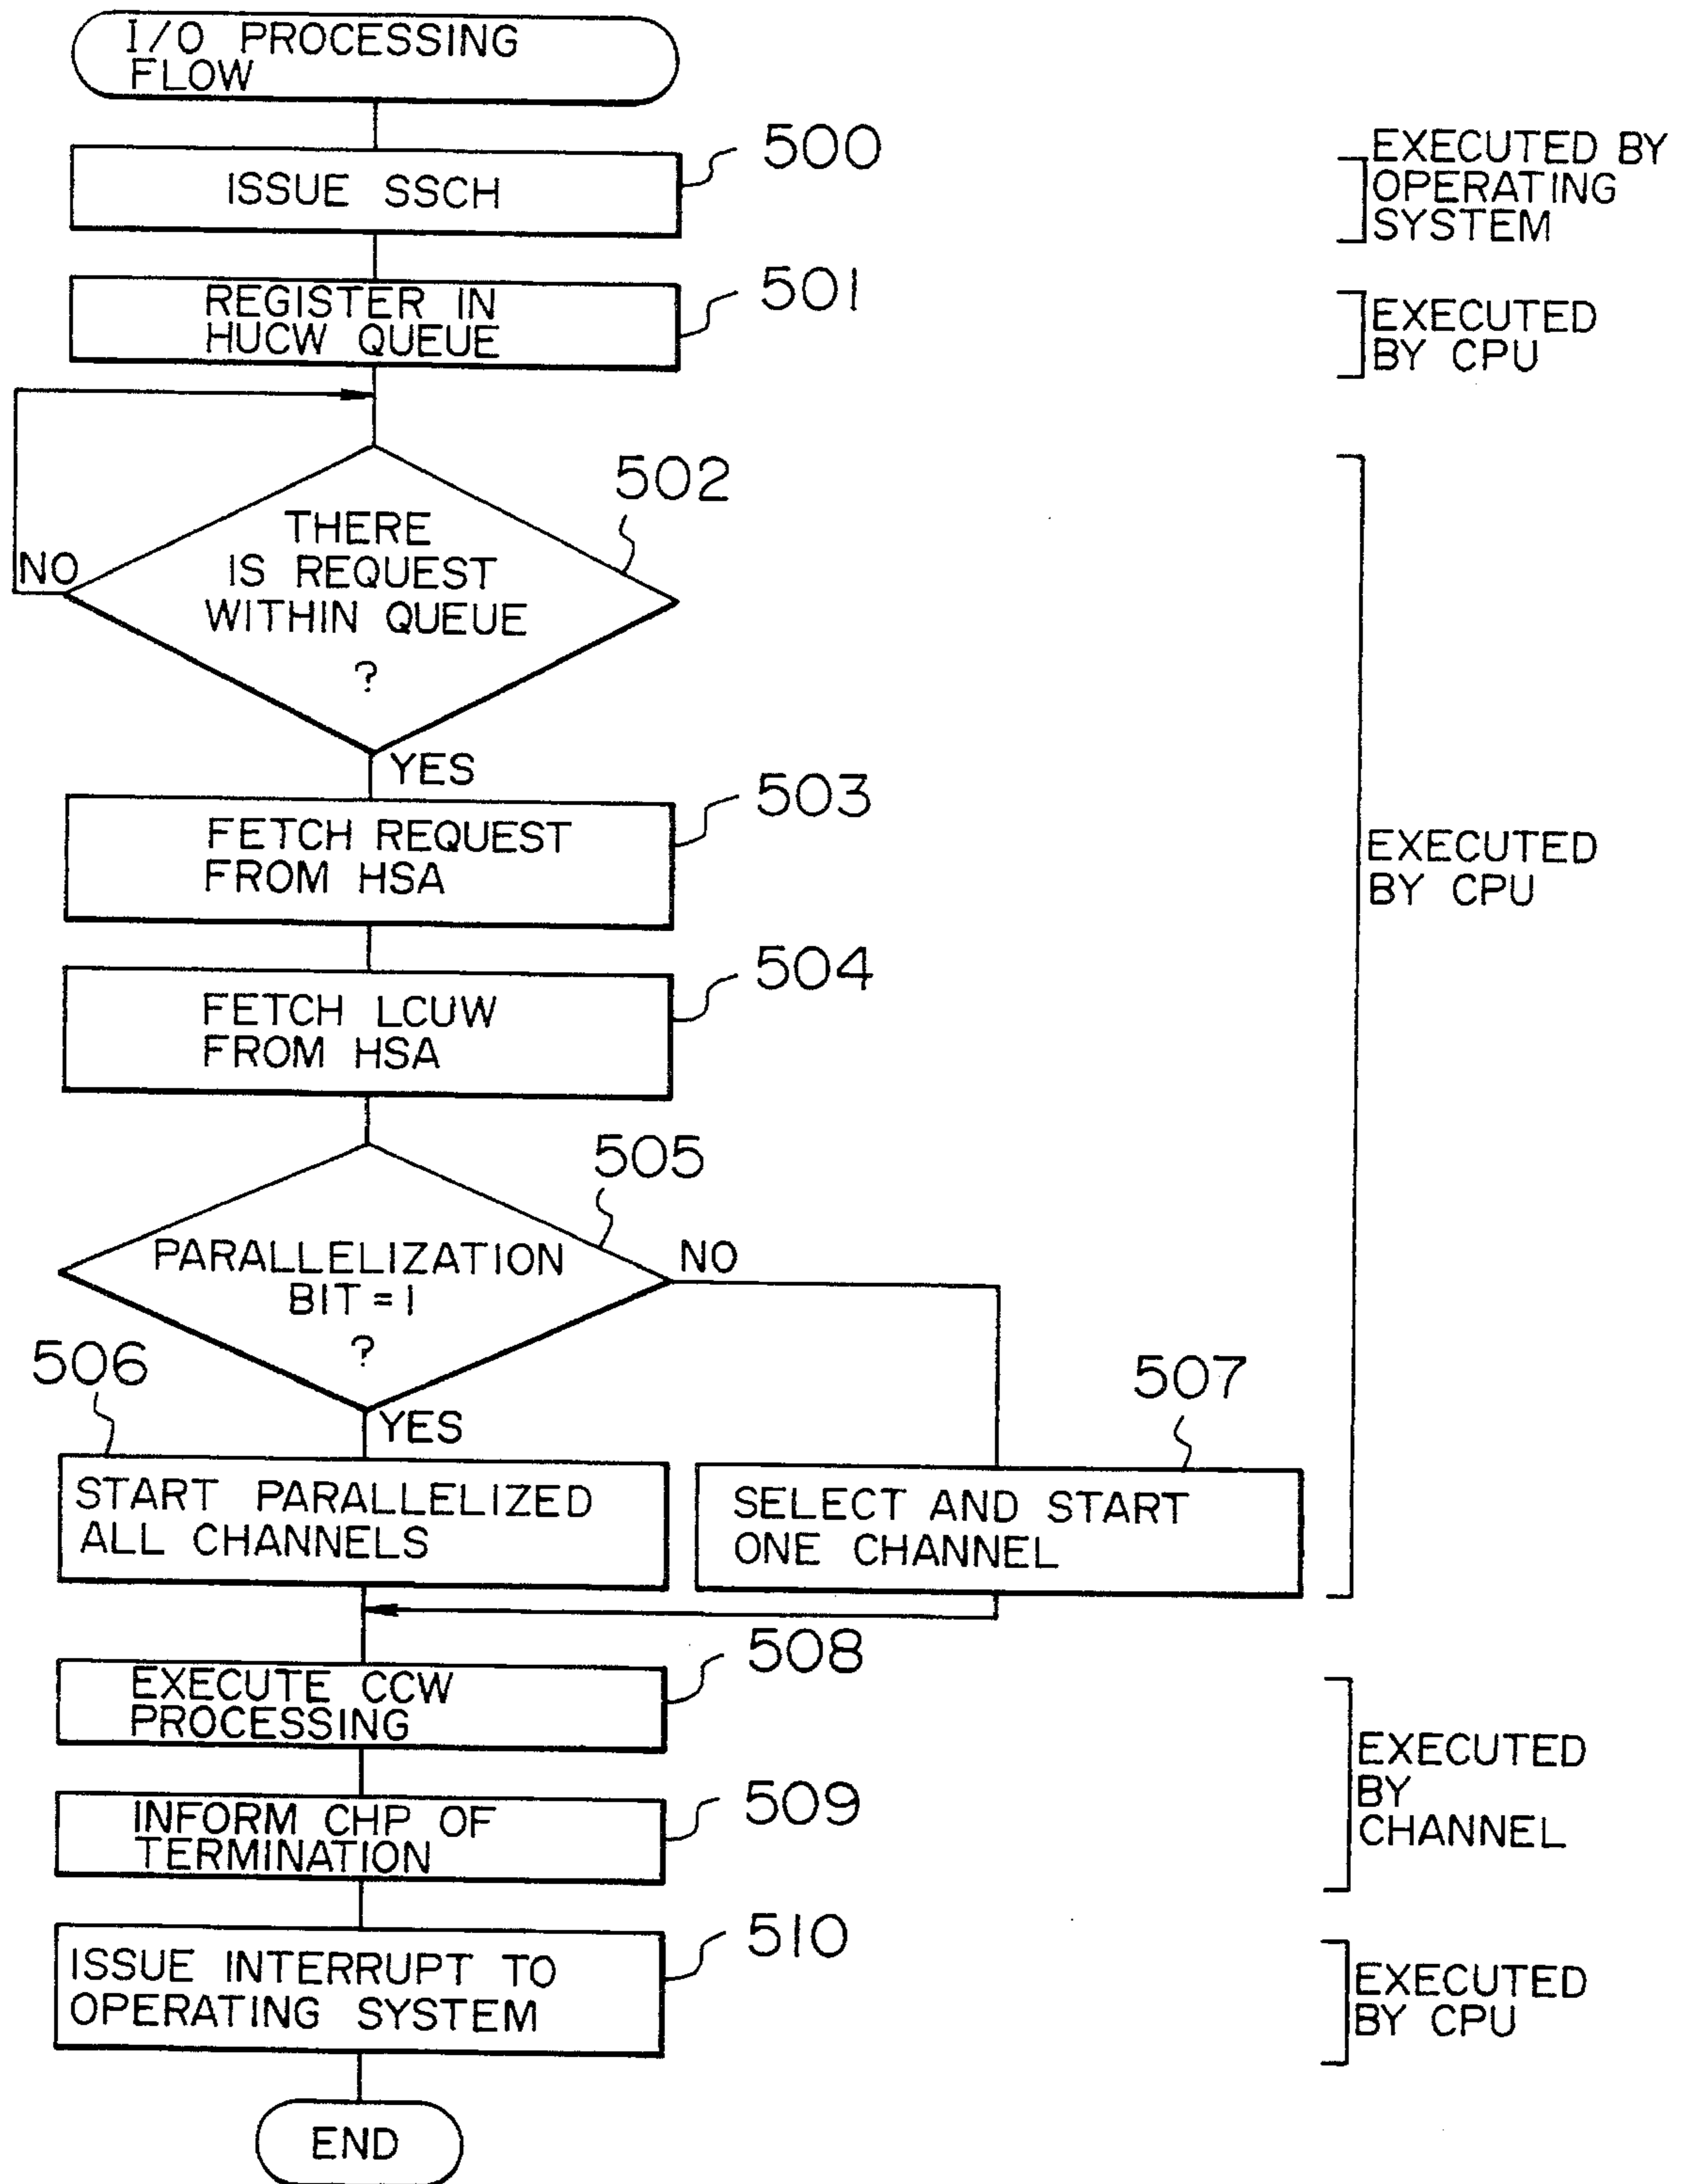 I/O PROCESSING
FLOW
500
ISSUE SSCH
EXECUTED BY
OPERATING
SYSTEM
501
REGISTER IN
HUCW QUEUE
EXECUTED
BY CPU
502
THERE
IS REQUEST
WITHIN QUEUE
?
NO
YES
503
FETCH REQUEST
FROM HSA
EXECUTED
BY CPU
504
FETCH LCUW
FROM HSA
505
PARALLELIZATION
BIT = 1
?
NO
YES
506
START PARALLELIZED
ALL CHANNELS
507
SELECT AND START
ONE CHANNEL
508
EXECUTE CCW
PROCESSING
EXECUTED
BY
CHANNEL
509
INFORM CHP OF
TERMINATION
510
ISSUE INTERRUPT TO
OPERATING SYSTEM
EXECUTED
BY CPU
END